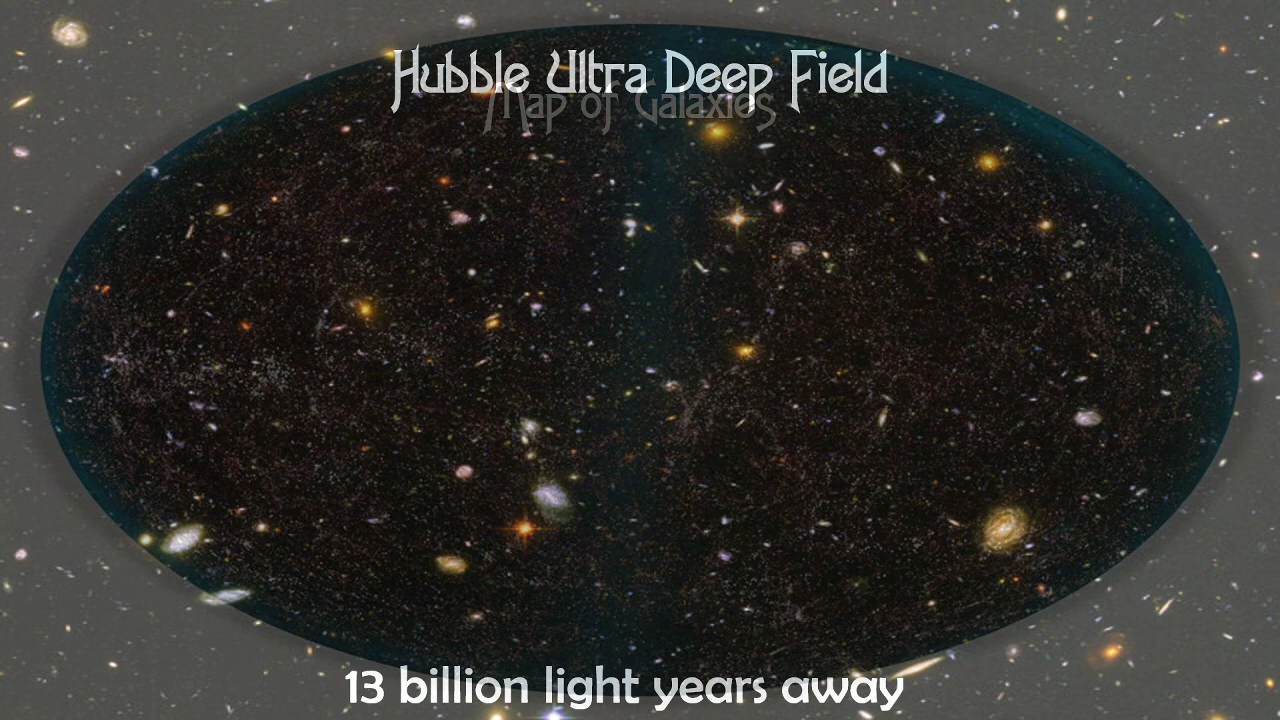 Hubble Ultra Deep Field
Map of Galaxies
13 billion light years away